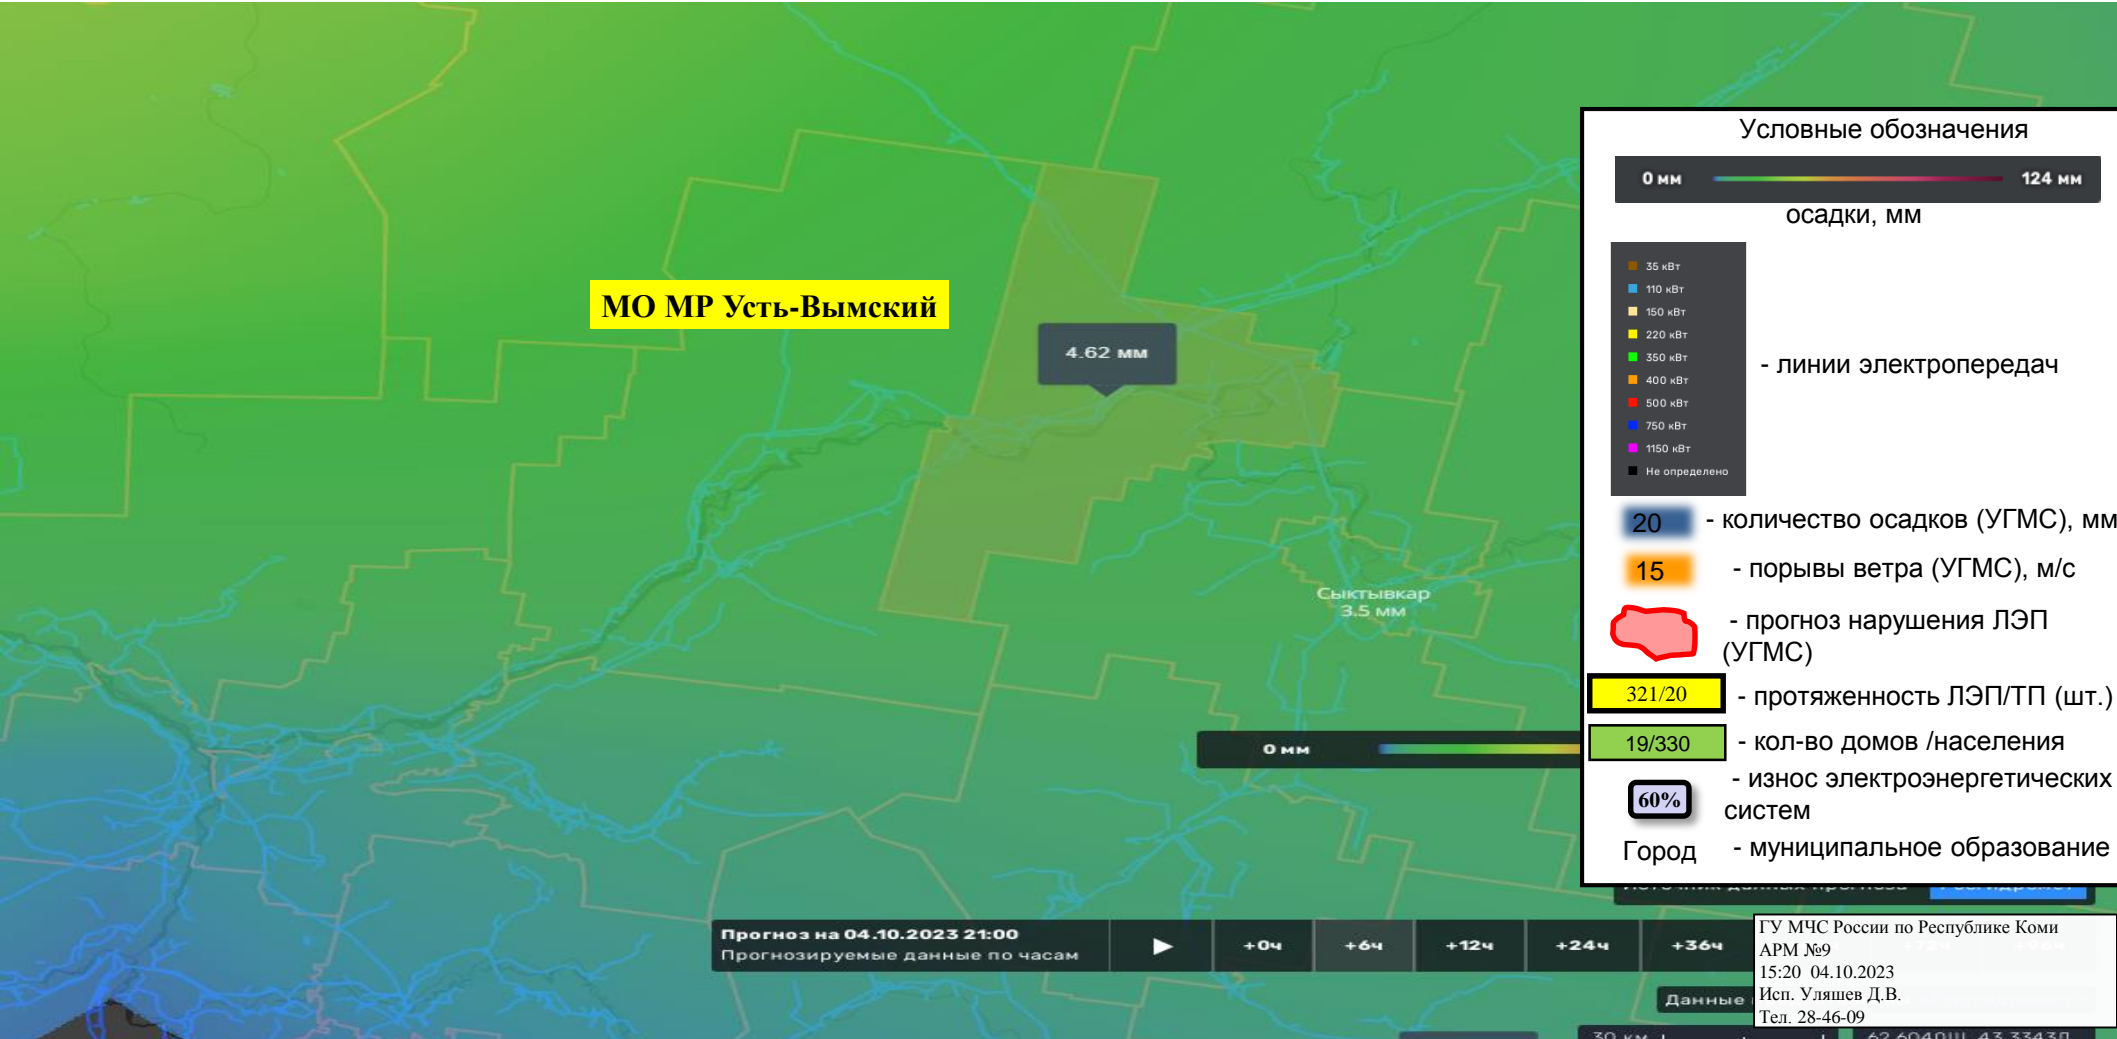 Условные обозначения
0 мм 124 мм
осадки, мм
МО МР Усть-Вымский
4.62 мм
35 кВт
110 кВт
150 кВт
220 кВт
350 кВт
400 кВт
500 кВт
750 кВт
1150 кВт
Не определено
- линии электропередач
20 - количество осадков (УГМС), мм
15 - порывы ветра (УГМС), м/с
- прогноз нарушения ЛЭП
(УГМС)
321/20 - протяженность ЛЭП/ТП (шт.)
19/330 - кол-во домов /населения
60% - износ электроэнергетических
систем
Город - муниципальное образование
Сыктывкар
3.5 мм
0 мм
Прогноз на 04.10.2023 21:00
Прогнозируемые данные по часам
+0ч +6ч +12ч +24ч +36ч
Данные
ГУ МЧС России по Республике Коми
АРМ №9
15:20 04.10.2023
Исп. Уляшев Д.В.
Тел. 28-46-09